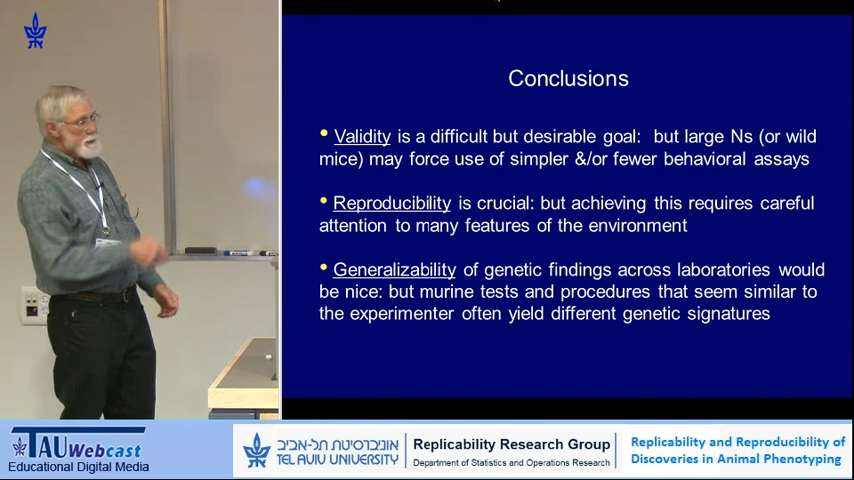 Conclusions
• Validity is a difficult but desirable goal: but large Ns (or wild
mice) may force use of simpler &/or fewer behavioral assays
• Reproducibility is crucial: but achieving this requires careful
attention to many features of the environment
• Generalizability of genetic findings across laboratories would
be nice: but murine tests and procedures that seem similar to
the experimenter often yield different genetic signatures
TAU Webcast
Educational Digital Media
אוניברסיטת תל-אביב
TEL AVIV UNIVERSITY
Replicability Research Group
Department of Statistics and Operations Research
Replicability and Reproducibility of
Discoveries in Animal Phenotyping